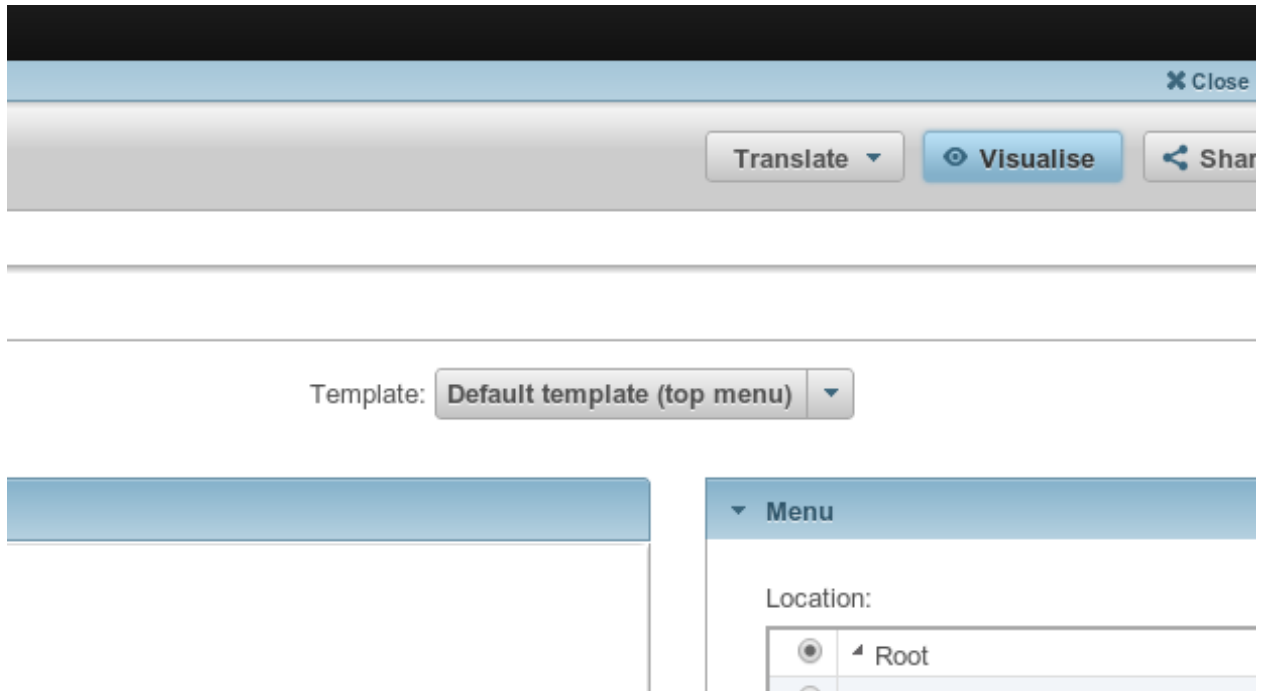 Close
Translate Visualise Shar
Template: Default template (top menu)
Menu
Location:
Root